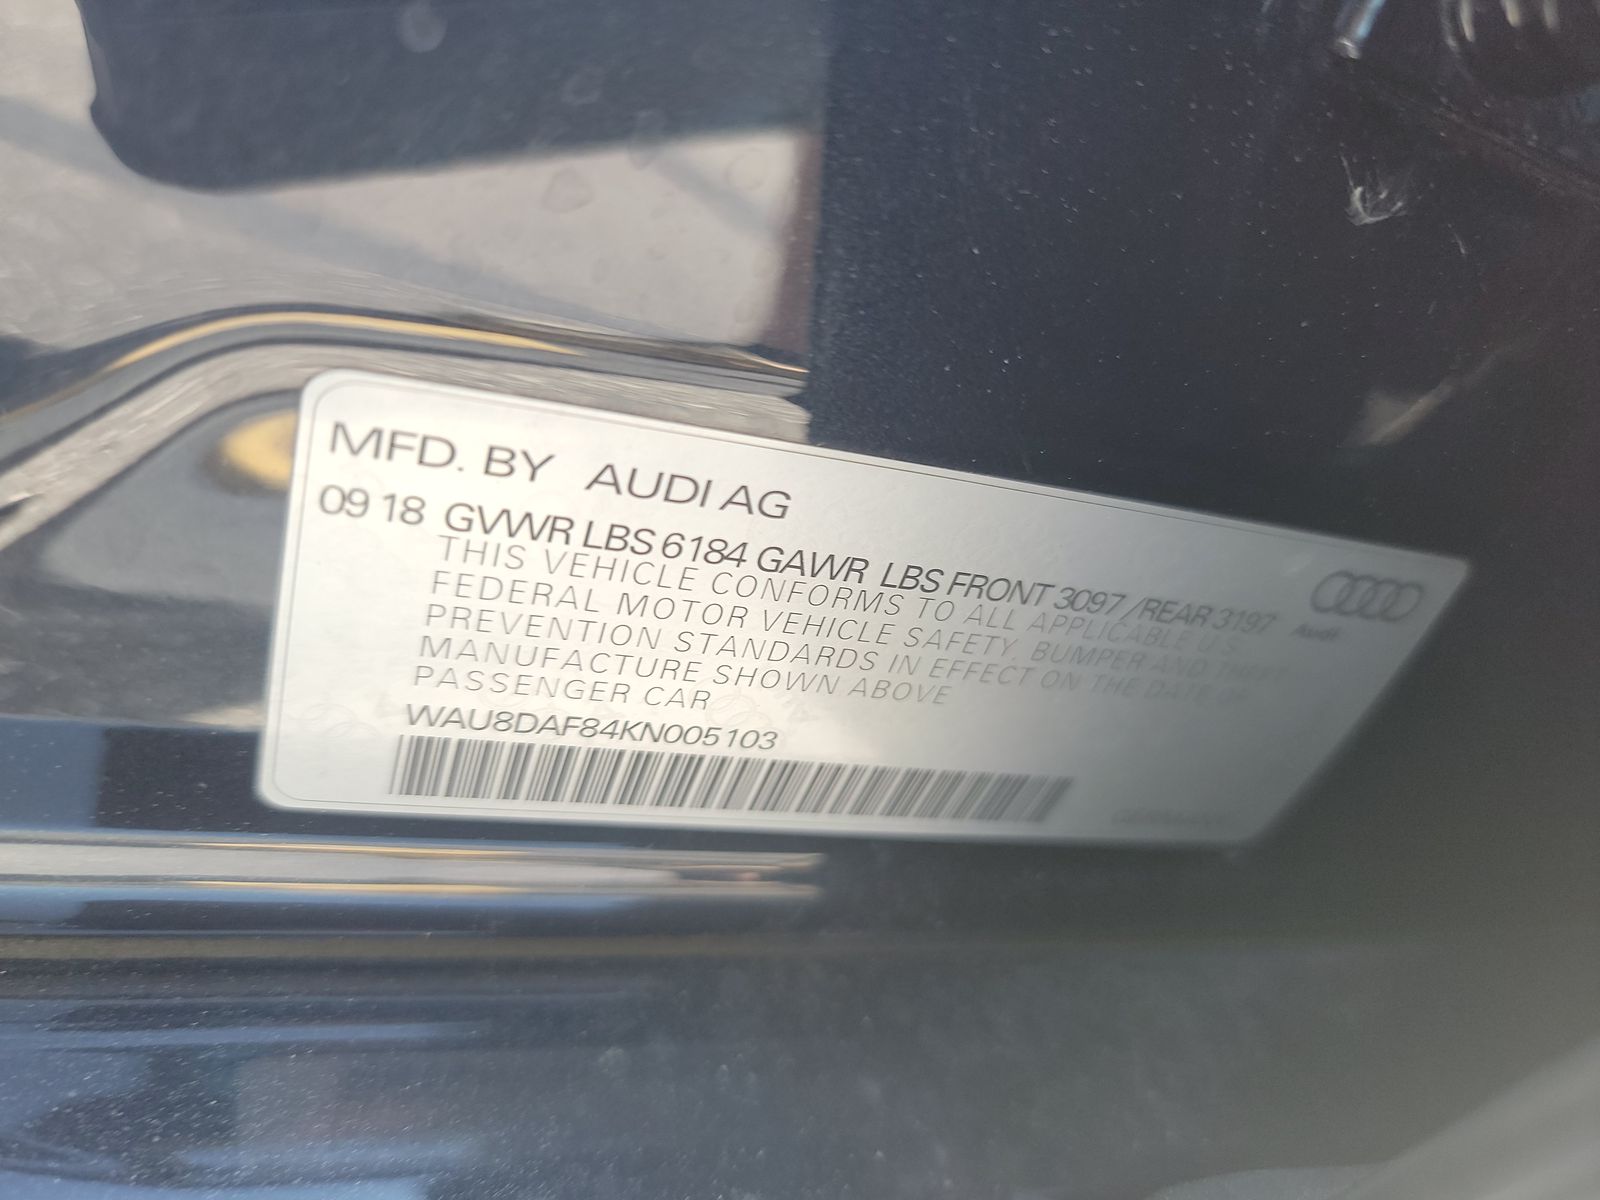 MFD. BY AUDI AG
09 18 GVWR LBS 6184 GAWR LBS FRONT 3097 /REAR 3197
THIS VEHICLE CONFORMS TO ALL APPLICABLE U.S.
FEDERAL MOTOR VEHICLE SAFETY, BUMPER AND THEFT
PREVENTION STANDARDS IN EFFECT ON THE DATE OF
MANUFACTURE SHOWN ABOVE
PASSENGER CAR
WAU8DAF84KN005103
Audi